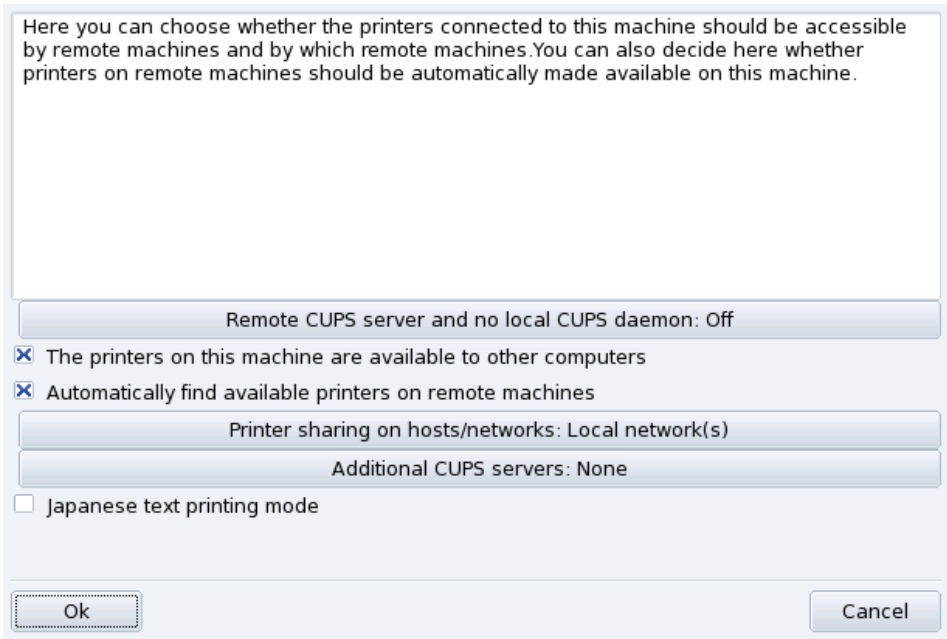 Here you can choose whether the printers connected to this machine should be accessible
by remote machines and by which remote machines.You can also decide here whether
printers on remote machines should be automatically made available on this machine.
Remote CUPS server and no local CUPS daemon: Off
The printers on this machine are available to other computers
Automatically find available printers on remote machines
Printer sharing on hosts/networks: Local network(s)
Additional CUPS servers: None
Japanese text printing mode
Ok
Cancel